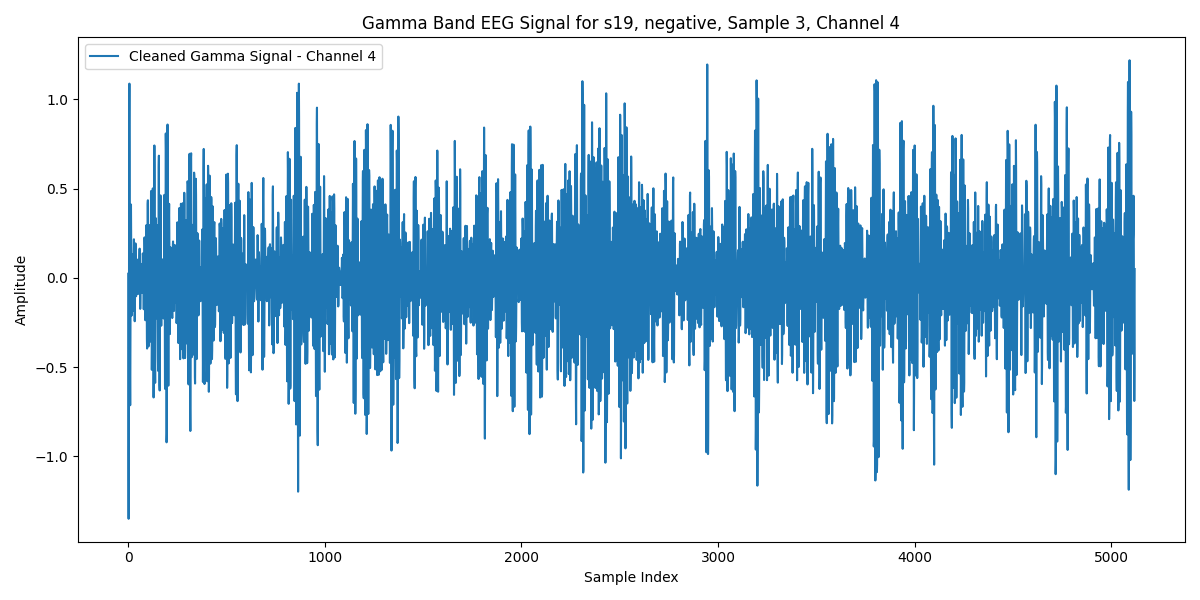 Gamma Band EEG Signal for s19, negative, Sample 3, Channel 4
Cleaned Gamma Signal - Channel 4
Amplitude
1.0
0.5
0.0
−0.5
−1.0
0 1000 2000 3000 4000 5000
Sample Index